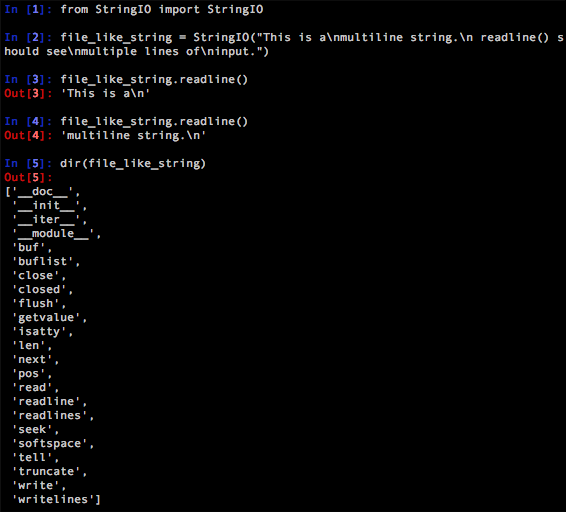 In [1]: from StringIO import StringIO
In [2]: file_like_string = StringIO("This is a\nmultiline string.\n readline() s
hould see\nmultiple lines of\ninput.")
In [3]: file_like_string.readline()
Out[3]: 'This is a\n'
In [4]: file_like_string.readline()
Out[4]: 'multiline string.\n'
In [5]: dir(file_like_string)
Out[5]:
['__doc__',
 '__init__',
 '__iter__',
 '__module__',
 'buf',
 'buflist',
 'close',
 'closed',
 'flush',
 'getvalue',
 'isatty',
 'len',
 'next',
 'pos',
 'read',
 'readline',
 'readlines',
 'seek',
 'softspace',
 'tell',
 'truncate',
 'write',
 'writelines']